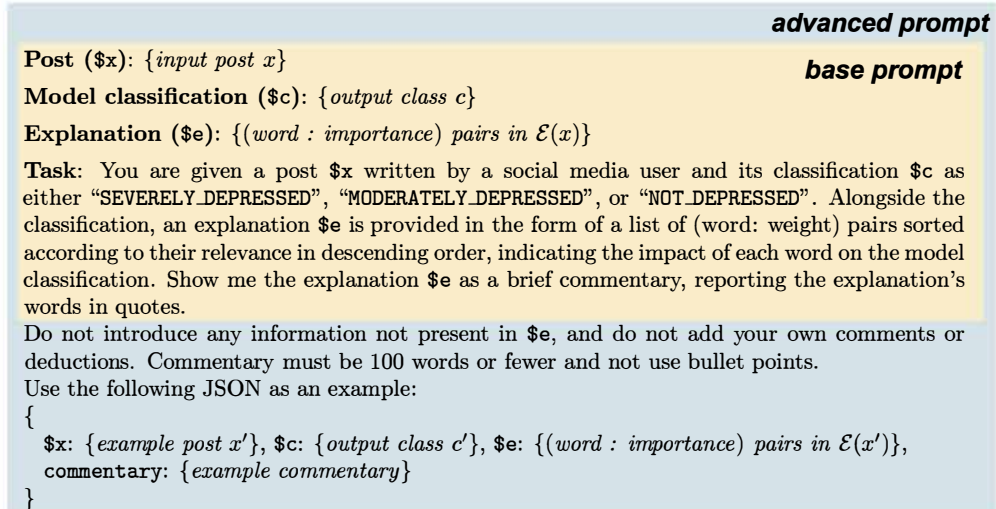 advanced prompt
Post ($x): {input post x}
base prompt
Model classification ($c): {output class c}
Explanation ($e): {(word : importance) pairs in ℰ(x)}
Task: You are given a post $x written by a social media user and its classification $c as
either “SEVERELY_DEPRESSED”, “MODERATELY_DEPRESSED”, or “NOT_DEPRESSED”. Alongside the
classification, an explanation $e is provided in the form of a list of (word: weight) pairs sorted
according to their relevance in descending order, indicating the impact of each word on the model
classification. Show me the explanation $e as a brief commentary, reporting the explanation’s
words in quotes.
Do not introduce any information not present in $e, and do not add your own comments or
deductions. Commentary must be 100 words or fewer and not use bullet points.
Use the following JSON as an example:
{
$x: {example post x′}, $c: {output class c′}, $e: {(word : importance) pairs in ℰ(x′)},
commentary: {example commentary}
}